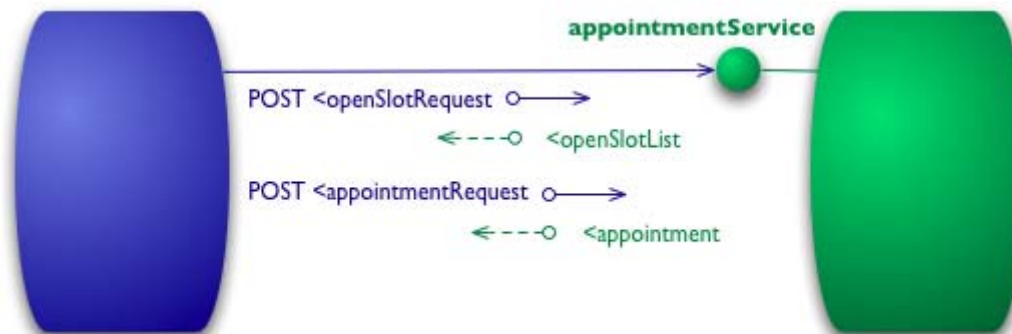 appointmentService
POST <openSlotRequest
<openSlotList
POST <appointmentRequest
<appointment